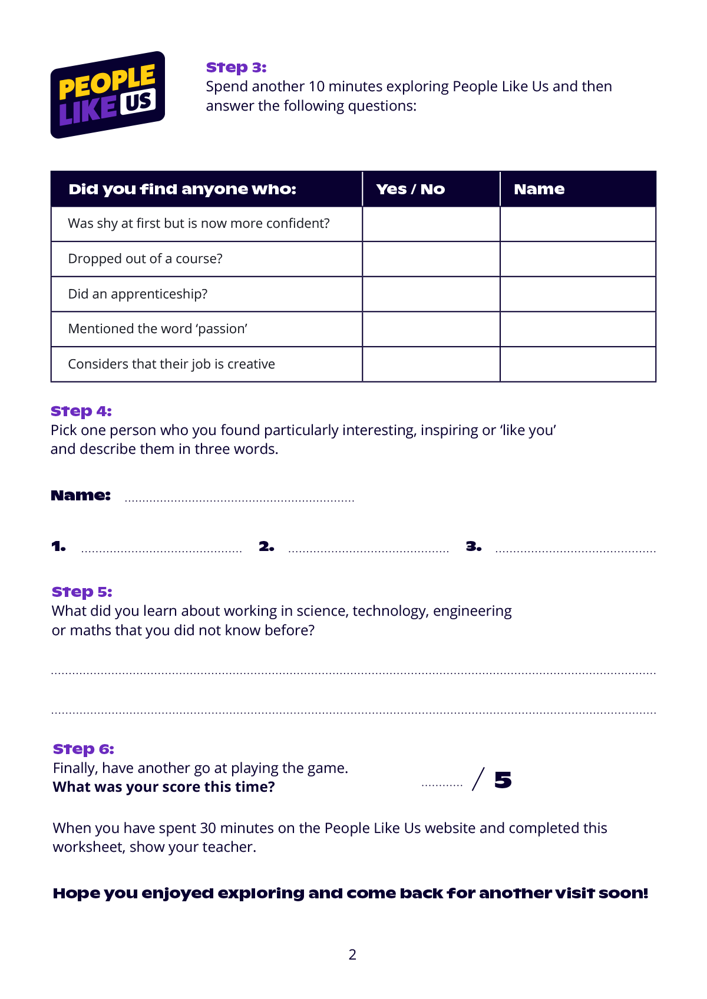 PEOPLE
LIKE US
Step 3:
Spend another 10 minutes exploring People Like Us and then
answer the following questions:
Did you find anyone who: Yes / No Name
Was shy at first but is now more confident?
Dropped out of a course?
Did an apprenticeship?
Mentioned the word ‘passion’
Considers that their job is creative
Step 4:
Pick one person who you found particularly interesting, inspiring or ‘like you’
and describe them in three words.
Name: ................................................................
1. ............................................. 2. ............................................. 3. .............................................
Step 5:
What did you learn about working in science, technology, engineering
or maths that you did not know before?
Step 6:
Finally, have another go at playing the game.
What was your score this time? ............ / 5
When you have spent 30 minutes on the People Like Us website and completed this
worksheet, show your teacher.
Hope you enjoyed exploring and come back for another visit soon!
2